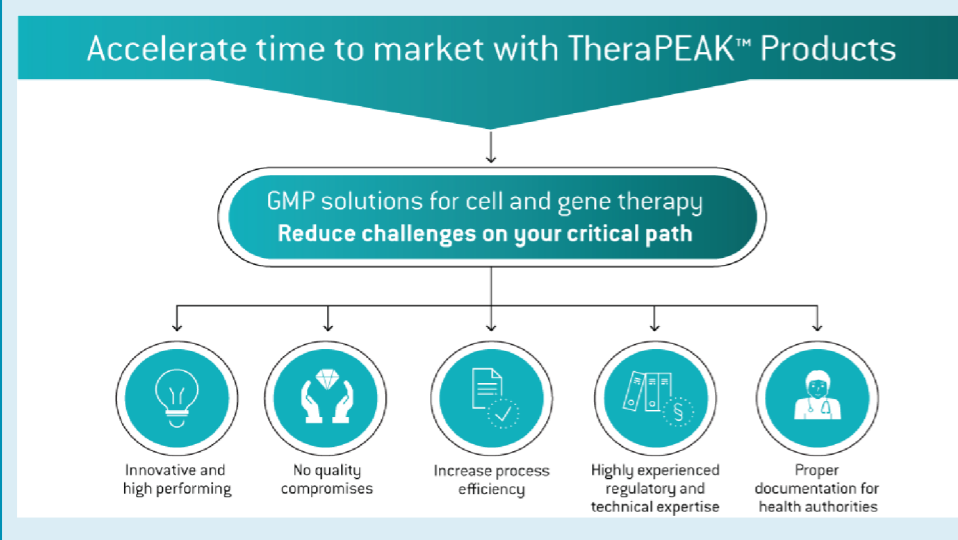 Accelerate time to market with TheraPEAK™ Products
GMP solutions for cell and gene therapy
Reduce challenges on your critical path
Innovative and
high performing
No quality
compromises
Increase process
efficiency
§
Highly experienced
regulatory and
technical expertise
Proper
documentation for
health authorities